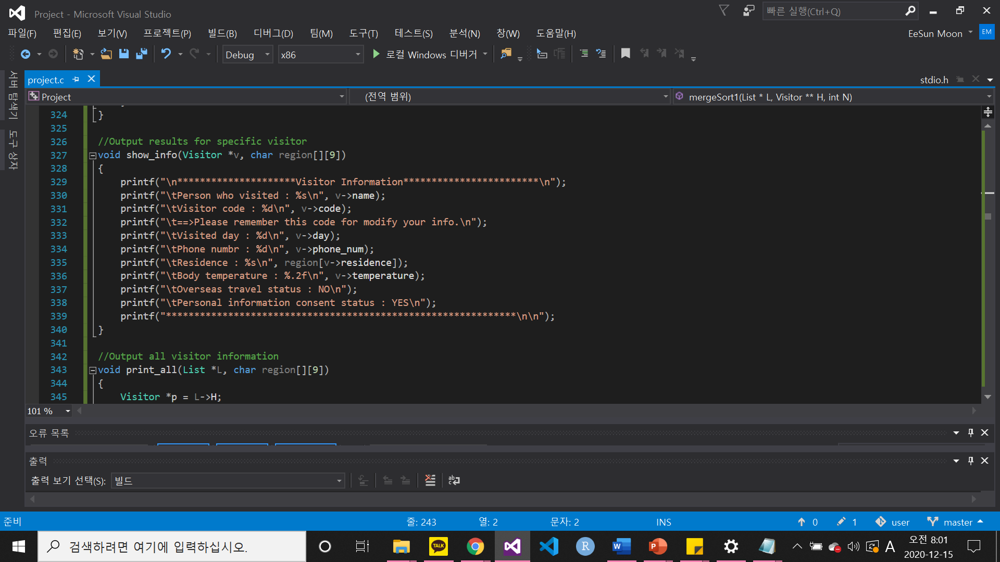 Project - Microsoft Visual Studio
빠른 실행(Ctrl+Q)
파일(F) 편집(E) 보기(V) 프로젝트(P) 빌드(B) 디버그(D) 팀(M) 도구(T) 테스트(S) 분석(N) 창(W) 도움말(H)
EeSun Moon EM
Debug x86 로컬 Windows 디버거
서버 탐색기
도구 상자
project.c
stdio.h
Project (전역 범위) mergeSort1(List * L, Visitor ** H, int N)
324 }
325
326 //Output results for specific visitor
327 void show_info(Visitor *v, char region[][9])
328 {
329 printf("\n*********************Visitor Information************************\n");
330 printf("\tPerson who visited : %s\n", v->name);
331 printf("\tVisitor code : %d\n", v->code);
332 printf("\t==>Please remember this code for modify your info.\n");
333 printf("\tVisited day : %d\n", v->day);
334 printf("\tPhone numbr : %d\n", v->phone_num);
335 printf("\tResidence : %s\n", region[v->residence]);
336 printf("\tBody temperature : %.2f\n", v->temperature);
337 printf("\tOverseas travel status : NO\n");
338 printf("\tPersonal information consent status : YES\n");
339 printf("**************************************************************\n\n");
340 }
341
342 //Output all visitor information
343 void print_all(List *L, char region[][9])
344 {
345 Visitor *p = L->H;
101 %
오류 목록
출력
출력 보기 선택(S): 빌드
준비 줄: 243 열: 2 문자: 2 INS 0 1 user master
검색하려면 여기에 입력하십시오.
TALK
R
W
P
A
오전 8:01
2020-12-15